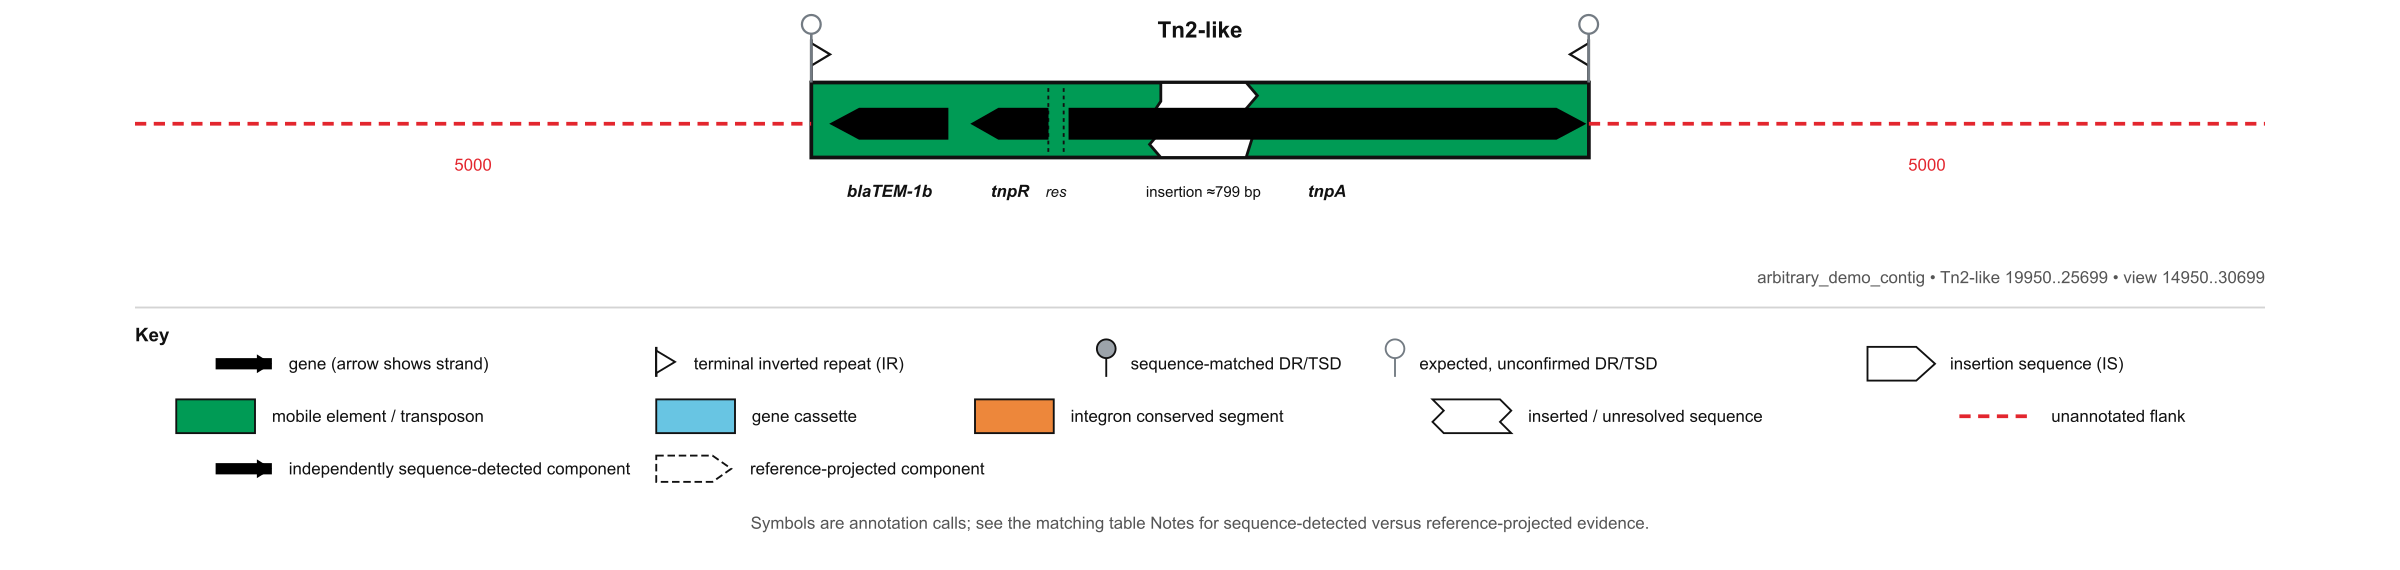 Tn2-like
5000
5000
blaTEM-1b tnpR res insertion ≈799 bp tnpA
arbitrary_demo_contig • Tn2-like 19950..25699 • view 14950..30699
Key
gene (arrow shows strand) terminal inverted repeat (IR) sequence-matched DR/TSD expected, unconfirmed DR/TSD insertion sequence (IS)
mobile element / transposon gene cassette integron conserved segment inserted / unresolved sequence unannotated flank
independently sequence-detected component reference-projected component
Symbols are annotation calls; see the matching table Notes for sequence-detected versus reference-projected evidence.